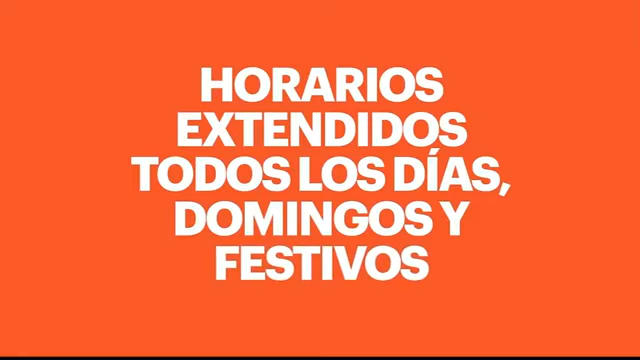 HORARIOS
EXTENDIDOS
TODOS LOS DÍAS,
DOMINGOS Y
FESTIVOS